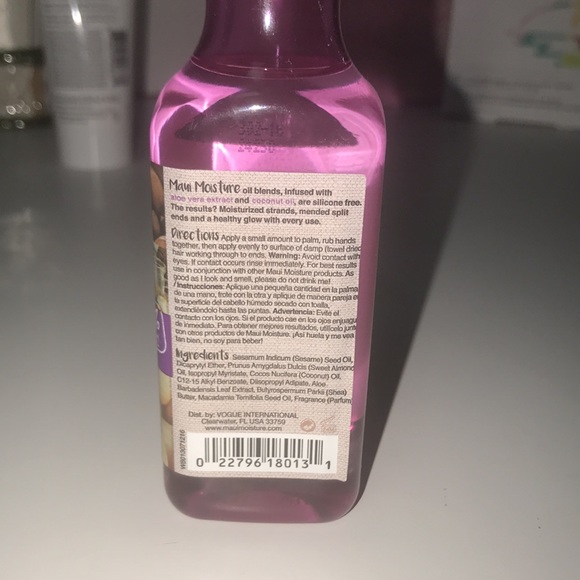 Maui Moisture oil blends, infused with
aloe vera extract and coconut oil, are silicone free.
The results? Moisturized strands, mended split
ends and a healthy glow with every use.
Directions Apply a small amount to palm, rub hands
together, then apply evenly to surface of damp (towel dried
hair working through to ends. Warning: Avoid contact with
eyes. If contact occurs rinse immediately. For best results
use in conjunction with other Maui Moisture products. As
good as I look and smell, please do not drink me!
/ Instrucciones: Aplique una pequeña cantidad en la palma
de una mano, frote con la otra y aplique de manera pareja e
la superficie del cabello húmedo secado con toalla,
extendiéndolo hasta las puntas. Advertencia: Evite el
contacto con los ojos. Si el producto cae en los ojos enjuagu
de inmediato. Para obtener mejores resultados, utilícelo junt
con otros productos de Maui Moisture. ¡Así huela y me vea
tan bien, no soy para beber!
Ingredients Sesamum Indicum (Sesame) Seed Oil,
Dicaprylyl Ether, Prunus Amygdalus Dulcis (Sweet Almond
Oil, Isopropyl Myristate, Cocos Nucifera (Coconut) Oil,
C12-15 Alkyl Benzoate, Diisopropyl Adipate, Aloe
Barbadensis Leaf Extract, Butyrospermum Parkii (Shea)
Butter, Macadamia Ternifolia Seed Oil, Fragrance (Parfum
Dist. by: VOGUE INTERNATIONAL
Clearwater, FL USA 33759
www.mauimoisture.com
0 22796 18013 1